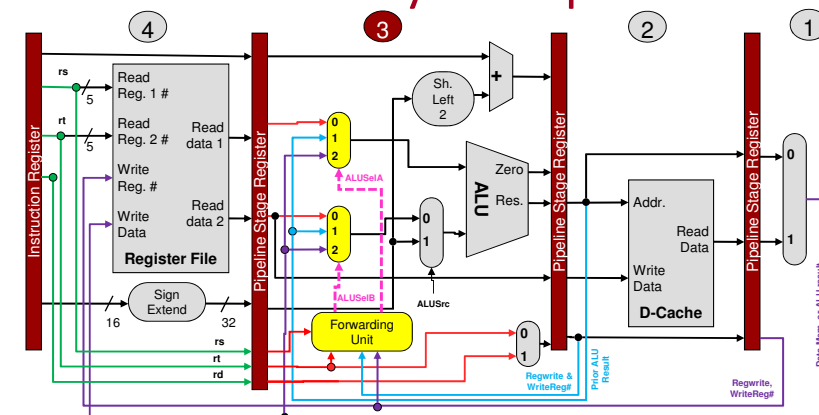 4
3
2
1
Instruction Register
rs
5
rt
5
Read
Reg. 1 #
Read
Reg. 2 #
Write
Reg. #
Write
Data
Read
data 1
Read
data 2
Register File
16
Sign
Extend
32
rs
rt
rd
Pipeline Stage Register
0
1
2
ALUSelA
0
1
2
ALUSelB
Forwarding
Unit
Sh.
Left
2
+
0
1
ALUSrc
ALU
Zero
Res.
0
1
Regwrite &
WriteReg#
Prior ALU
Result
Pipeline Stage Register
Addr.
Read
Data
Write
Data
D-Cache
Pipeline Stage Register
0
1
Regwrite,
WriteReg#